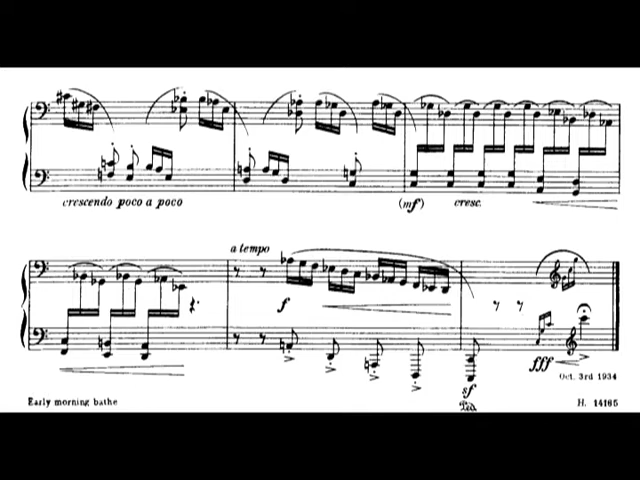 crescendo poco a poco
(mf) cresc.
a tempo
f
fff
sf
Oct. 3rd 1934
Early morning bathe
H. 14165